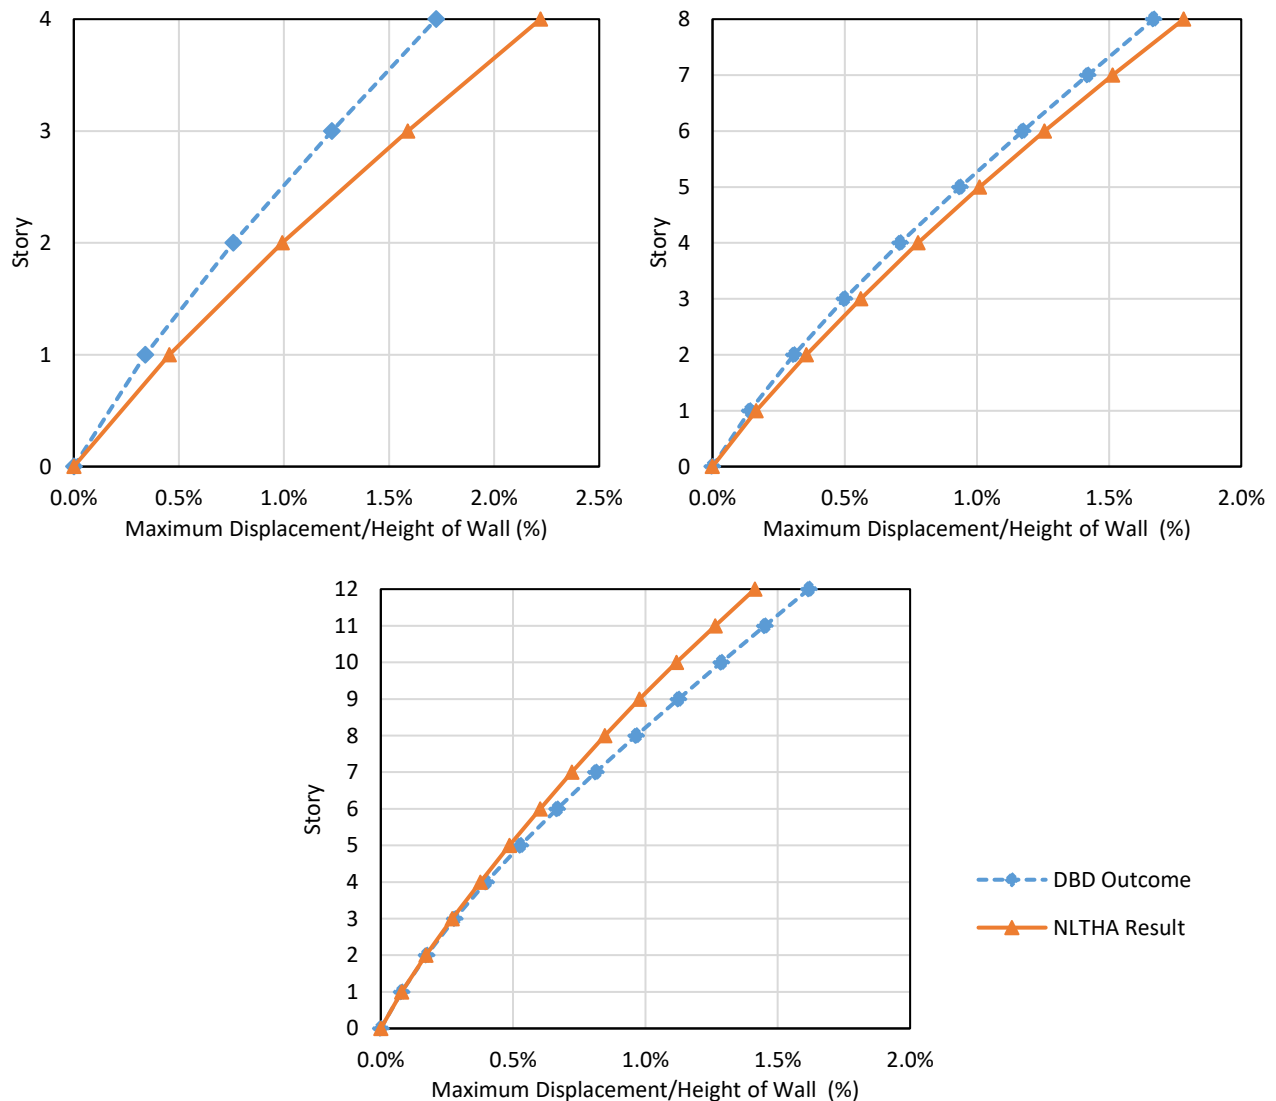 4
3
2
1
0
Story
0.0% 0.5% 1.0% 1.5% 2.0% 2.5%
Maximum Displacement/Height of Wall (%)
8
7
6
5
4
3
2
1
0
Story
0.0% 0.5% 1.0% 1.5% 2.0%
Maximum Displacement/Height of Wall (%)
12
11
10
9
8
7
6
5
4
3
2
1
0
Story
0.0% 0.5% 1.0% 1.5% 2.0%
Maximum Displacement/Height of Wall (%)
DBD Outcome
NLTHA Result